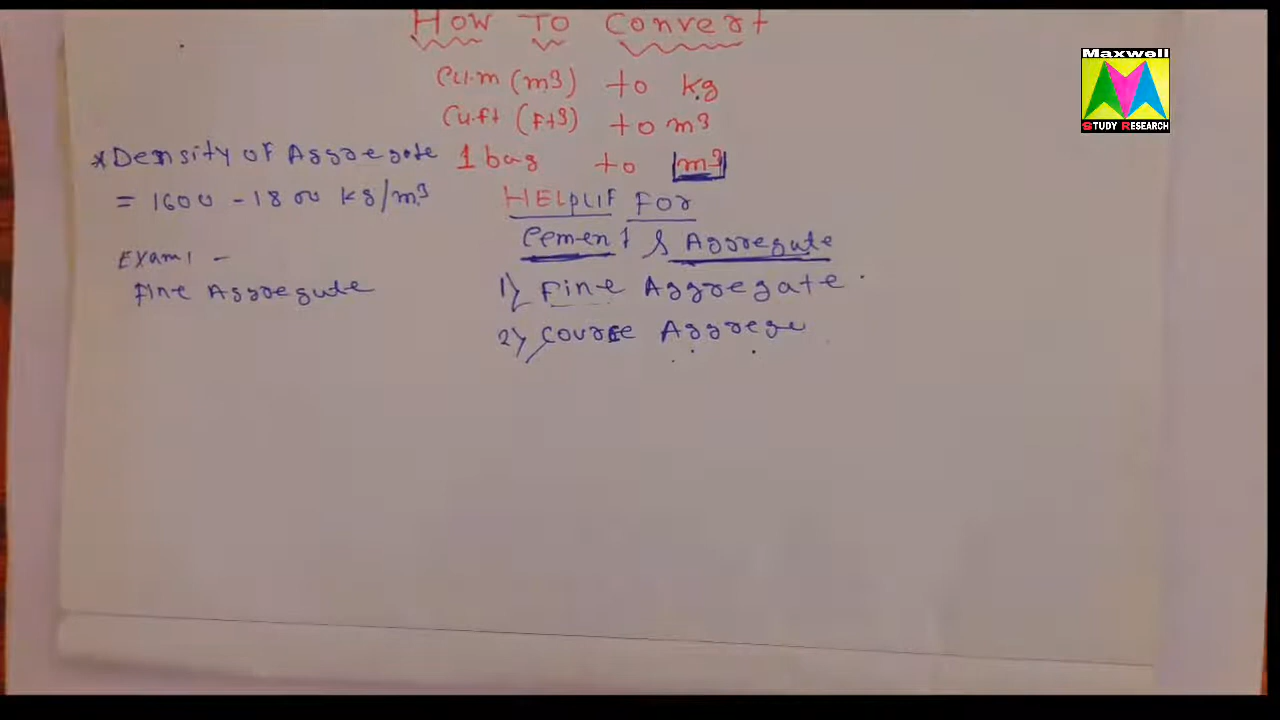 How To Convert
Cu.m (m3) to kg
Cu.ft (Ft3) to m3
1 bag to m3
HELpLIF For
Cement & Aggregate
1) Fine Aggregate
2) Course Aggrege
*Density of Aggregate
= 1600 - 1800 kg/m3
Exam1 -
Fine Aggregate
Maxwell
STUDY RESEARCH